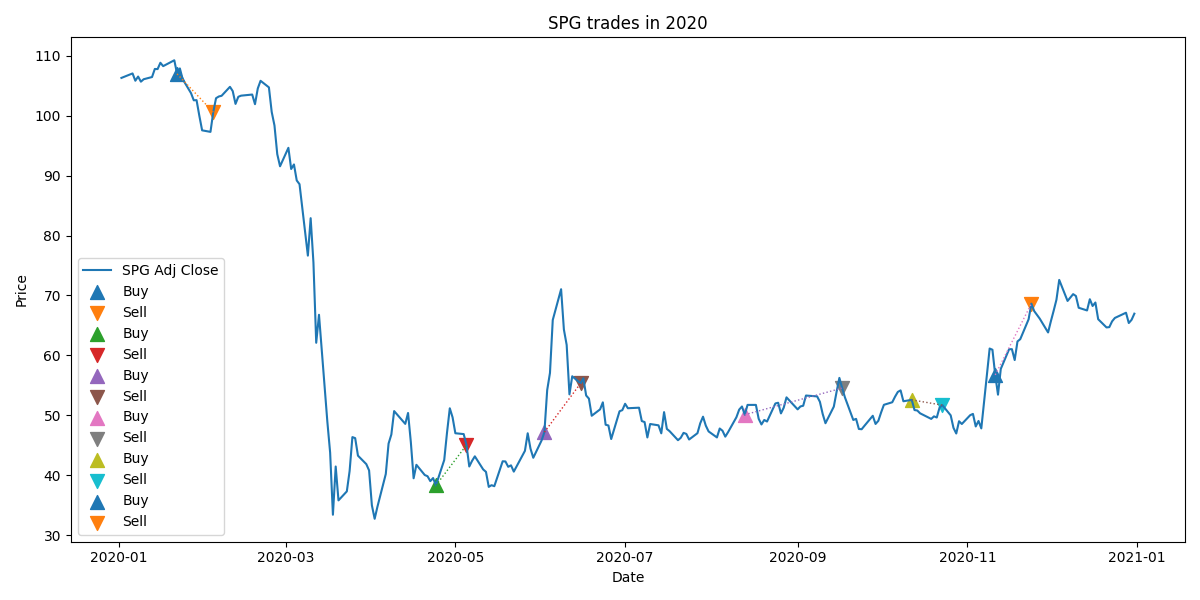 SPG trades in 2020
110
100
90
80
70
60
50
40
30
Price
SPG Adj Close
Buy
Sell
Buy
Sell
Buy
Sell
Buy
Sell
Buy
Sell
Buy
Sell
2020-01
2020-03
2020-05
2020-07
2020-09
2020-11
2021-01
Date